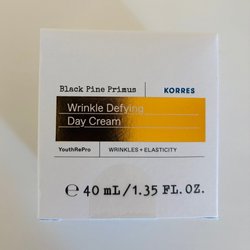 Black Pine Primus KORRES
Wrinkle Defying
Day Cream
YouthRePro WRINKLES + ELASTICITY
℮ 40 mL/1.35 FL. OZ.